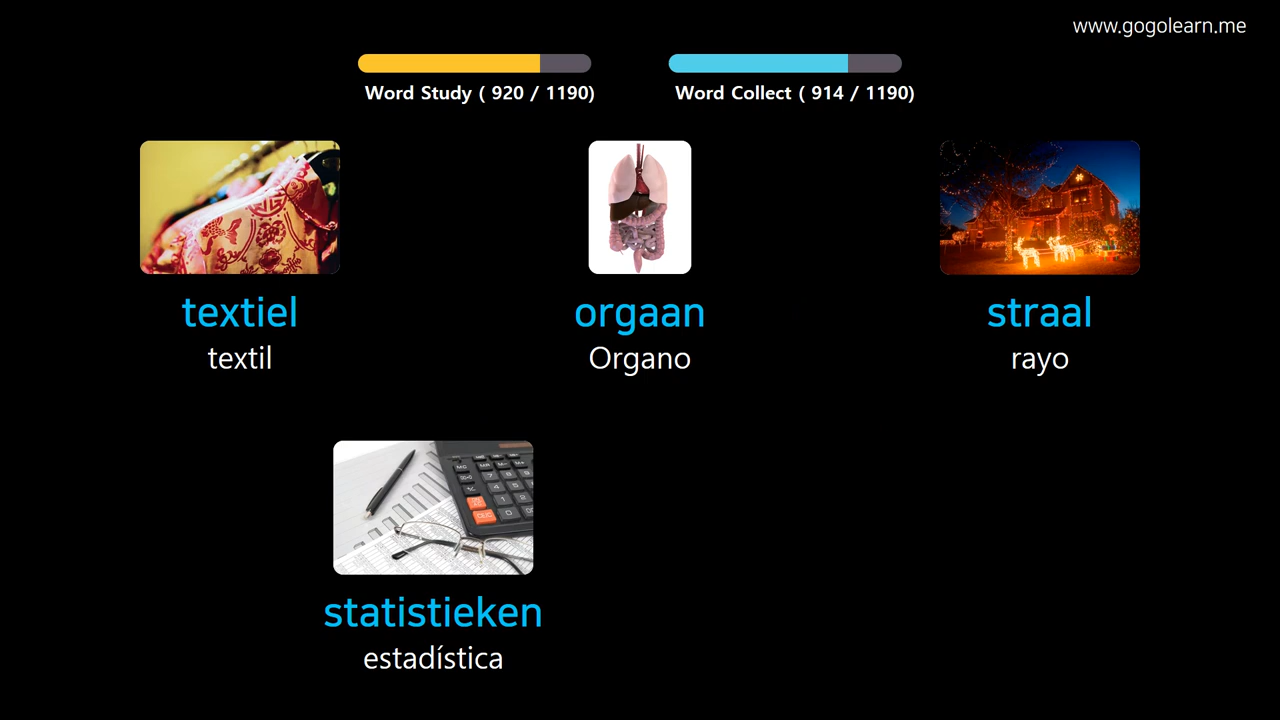 www.gogolearn.me
Word Study ( 920 / 1190)
Word Collect ( 914 / 1190)
textiel
textil
orgaan
Organo
straal
rayo
statistieken
estadística